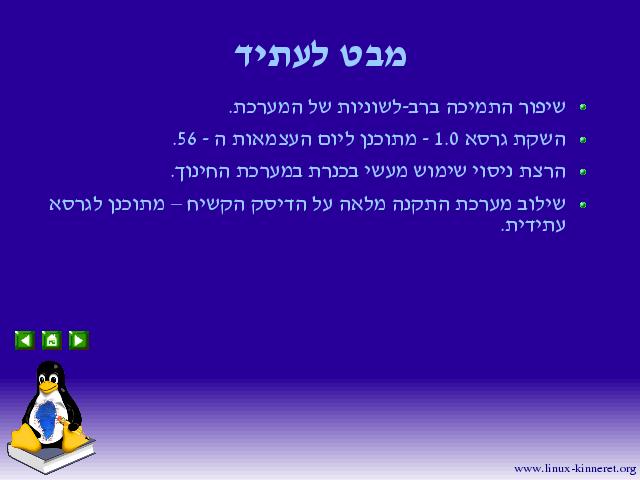 מבט לעתיד
שיפור התמיכה ברב-לשוניות של המערכת.
השקת גרסא 1.0 - מתוכנן ליום העצמאות ה - 56.
הרצת ניסוי שימוש מעשי בכנרת במערכת החינוך.
שילוב מערכת התקנה מלאה על הדיסק הקשיח – מתוכנן לגרסא
עתידית.
www.linux-kinneret.org